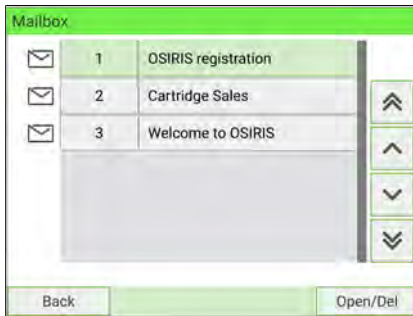 Mailbox
1 OSIRIS registration
2 Cartridge Sales
3 Welcome to OSIRIS
Back Open/Del